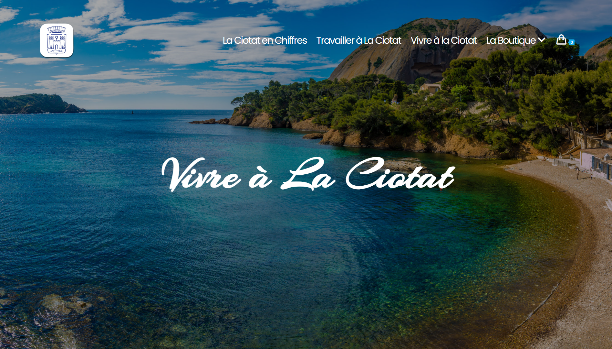 La Ciotat en Chiffres Travailler à La Ciotat Vivre à la Ciotat La Boutique
Vivre à La Ciotat